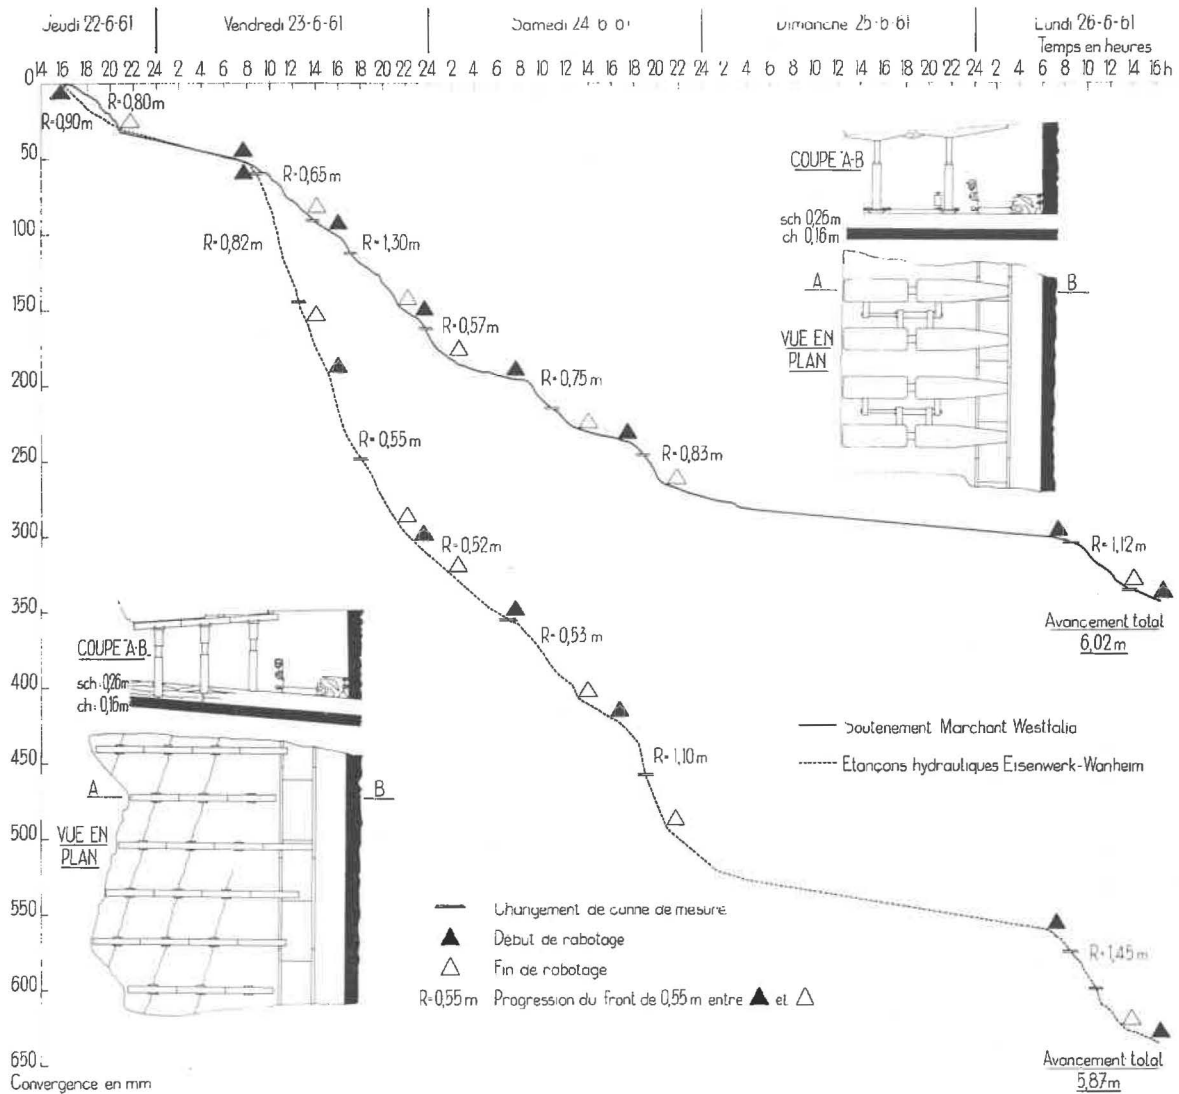 Jeudi 22-6-61 Vendredi 23-6-61 Samedi 24-6-61 Dimanche 25-6-61 Lundi 26-6-61
Temps en heures
14 16 18 20 22 24 2 4 6 8 10 12 14 16 18 20 22 24 2 4 6 8 10 12 14 16 18 20 22 24 2 4 6 8 10 12 14 16 18 20 22 24 2 4 6 8 10 12 14 16 h
0
R=0,80m
R=0,90m
50
R=0,65m
100
R=0,82m
R=1,30m
150
R=0,57m
200
R=0,75 m
250
R=0,55m
R=0,83m
300
R=0,52m
R=1,12m
350
R=0,53 m
400
R=1,10m
450
500
550
R=1,45m
600
650
Convergence en mm
COUPE A-B
sch 0,26m
ch 0,16m
A B
VUE EN
PLAN
Avancement total
6,02m
COUPE A-B
sch: 0,26m
ch: 0,16m
A B
VUE EN
PLAN
Soutènement Marchant Westfalia
Etançons hydrauliques Eisenwerk-Wanheim
Changement de canne de mesure
Début de rabotage
Fin de rabotage
R=0,55m Progression du front de 0,55m entre ▲ et △
Avancement total
5,87m